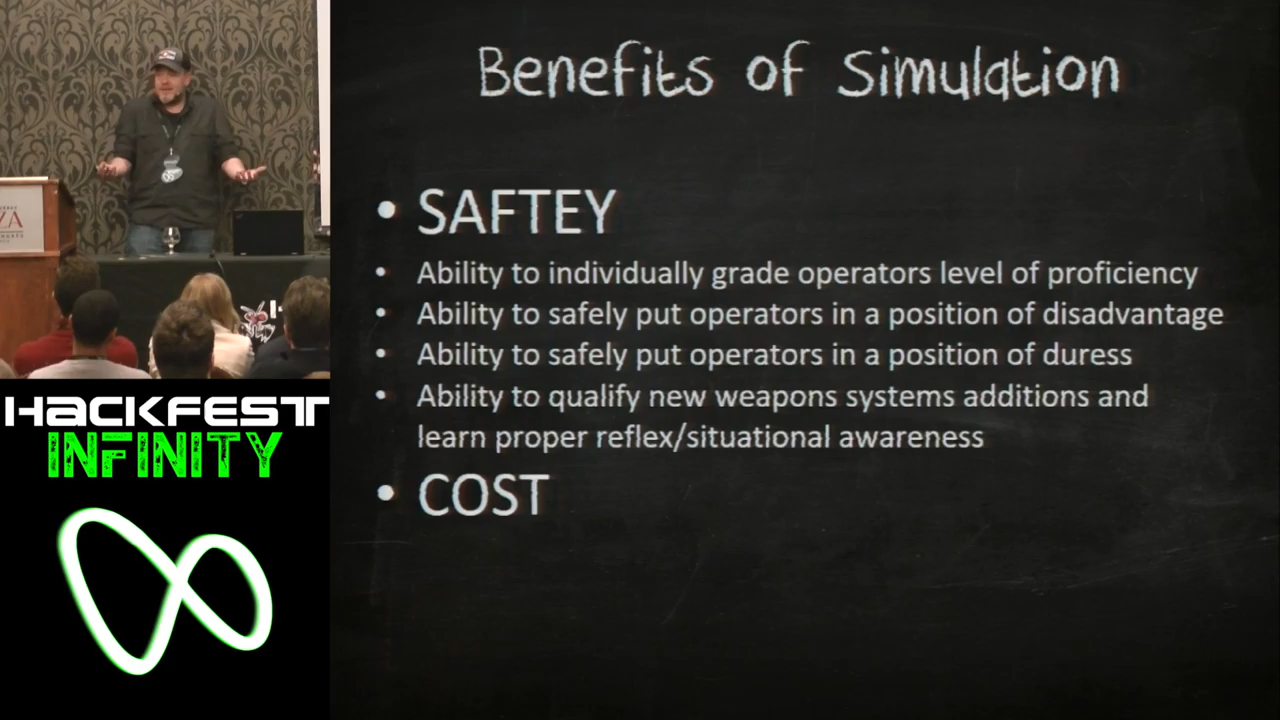 Benefits of Simulation
• SAFTEY
• Ability to individually grade operators level of proficiency
• Ability to safely put operators in a position of disadvantage
• Ability to safely put operators in a position of duress
• Ability to qualify new weapons systems additions and
learn proper reflex/situational awareness
• COST
ZA
HACKFEST
INFINITY